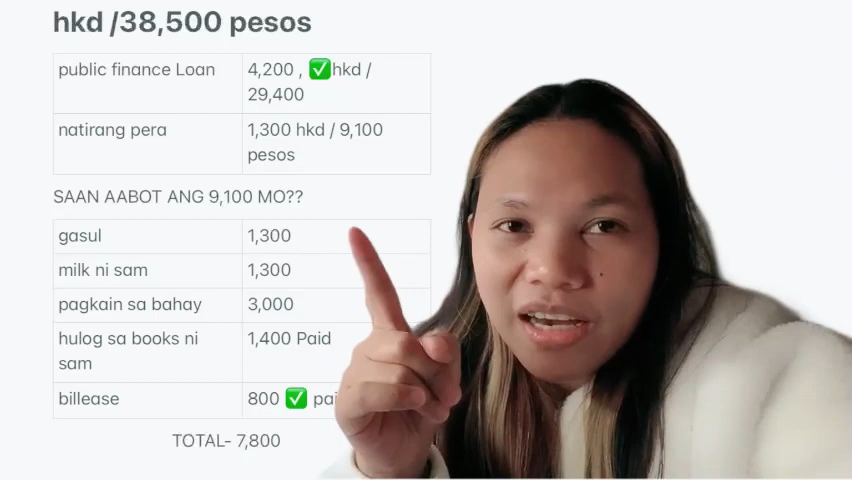 hkd /38,500 pesos
public finance Loan
4,200 , ✅hkd /
29,400
natirang pera
1,300 hkd / 9,100
pesos
SAAN AABOT ANG 9,100 MO??
gasul
1,300
milk ni sam
1,300
pagkain sa bahay
3,000
hulog sa books ni
sam
1,400 Paid
billease
800 ✅
TOTAL- 7,800